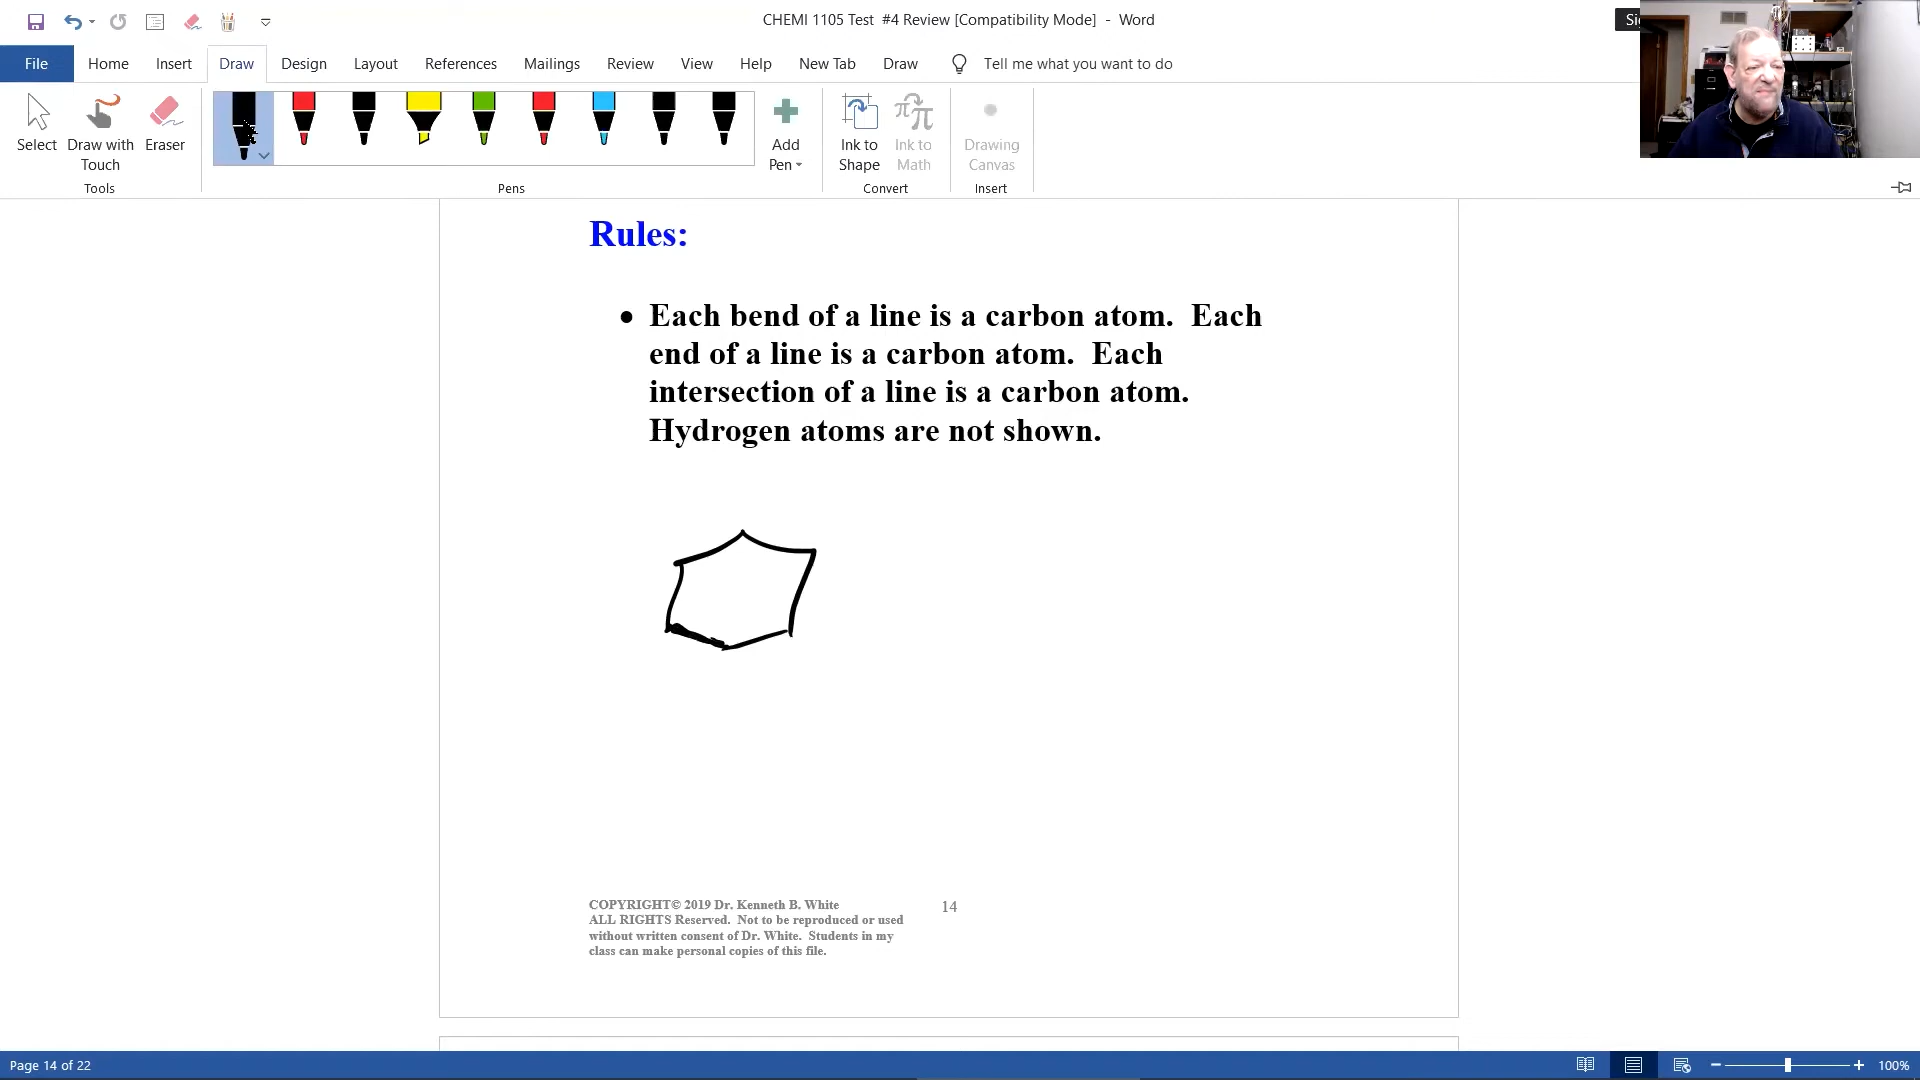 CHEMI 1105 Test  #4 Review [Compatibility Mode]  -  Word
Si
File Home Insert Draw Design Layout References Mailings Review View Help New Tab Draw Tell me what you want to do
Select Draw with Touch Eraser
Add Pen
Ink to Shape Ink to Math
Drawing Canvas
Tools Pens Convert Insert
Rules:
• Each bend of a line is a carbon atom.  Each
end of a line is a carbon atom.  Each
intersection of a line is a carbon atom.
Hydrogen atoms are not shown.
COPYRIGHT© 2019 Dr. Kenneth B. White 14
ALL RIGHTS Reserved.  Not to be reproduced or used
without written consent of Dr. White.  Students in my
class can make personal copies of this file.
Page 14 of 22 100%